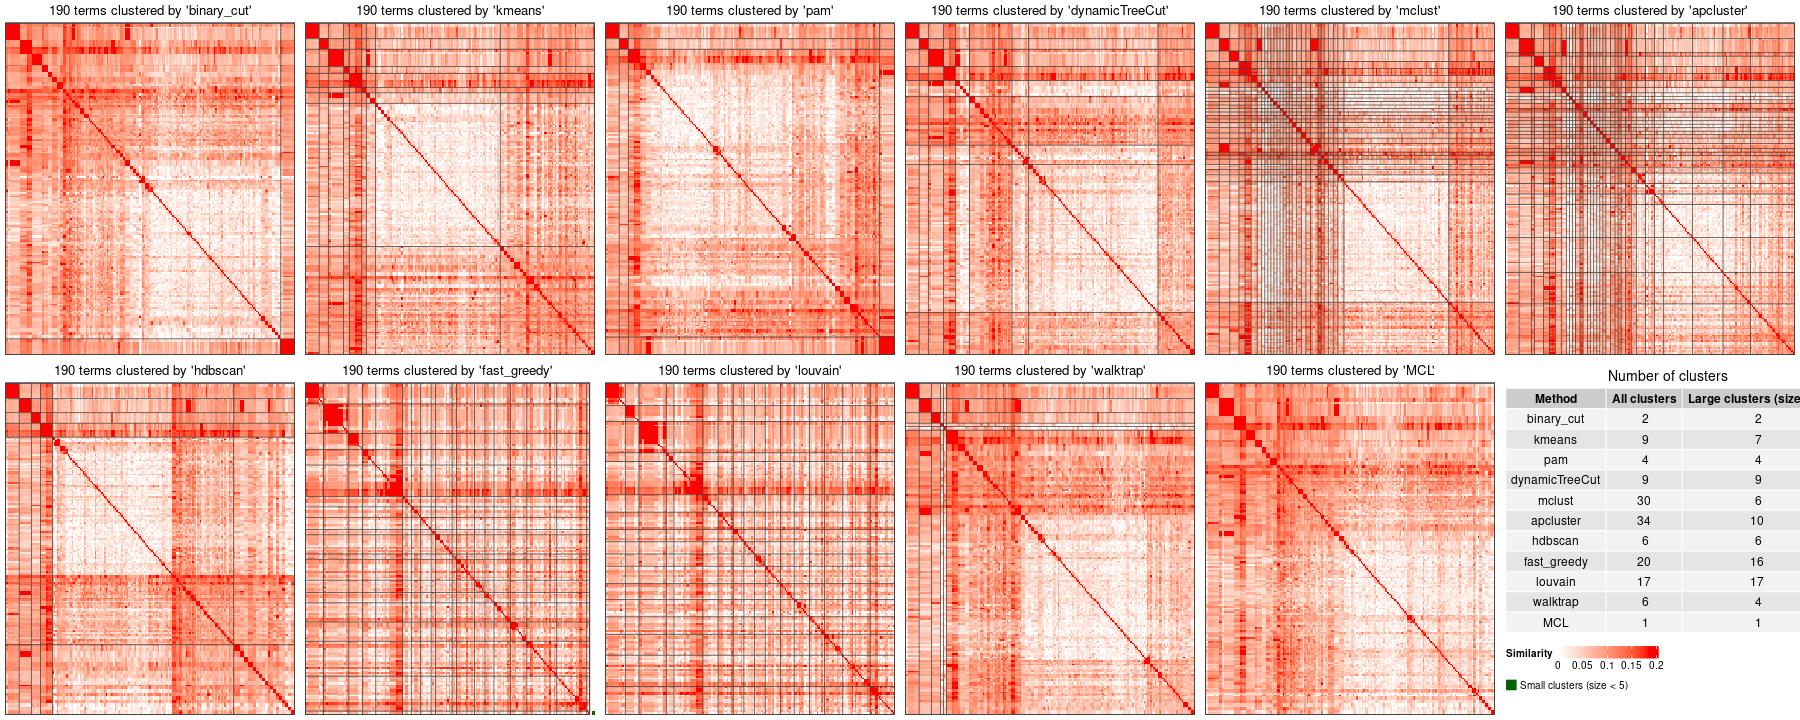 190 terms clustered by 'binary_cut'
190 terms clustered by 'kmeans'
190 terms clustered by 'pam'
190 terms clustered by 'dynamicTreeCut'
190 terms clustered by 'mclust'
190 terms clustered by 'apcluster'
190 terms clustered by 'hdbscan'
190 terms clustered by 'fast_greedy'
190 terms clustered by 'louvain'
190 terms clustered by 'walktrap'
190 terms clustered by 'MCL'
Number of clusters
Method All clusters Large clusters (size
binary_cut 2 2
kmeans 9 7
pam 4 4
dynamicTreeCut 9 9
mclust 30 6
apcluster 34 10
hdbscan 6 6
fast_greedy 20 16
louvain 17 17
walktrap 6 4
MCL 1 1
Similarity
0 0.05 0.1 0.15 0.2
Small clusters (size < 5)